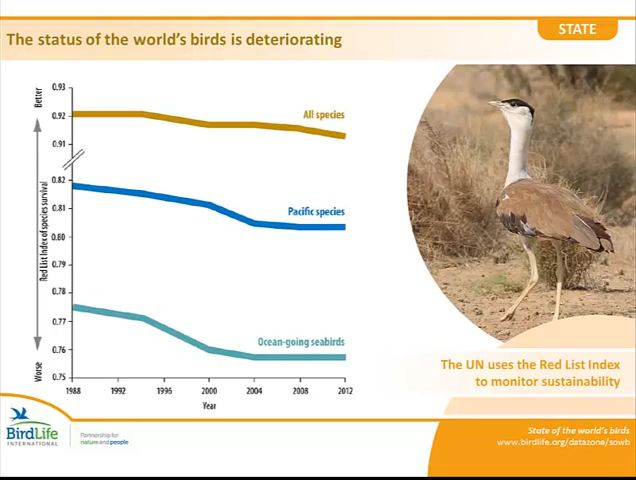 The status of the world's birds is deteriorating
STATE
Better
0.93
0.92
0.91
0.82
0.81
0.80
0.79
0.78
0.77
0.76
0.75
Red List Index of species survival
Worse
All species
Pacific species
Ocean-going seabirds
1988
1992
1995
2000
2004
2008
2012
Year
The UN uses the Red List Index
to monitor sustainability
BirdLife
INTERNATIONAL
Partnership for
nature and people
State of the world's birds
www.birdlife.org/datazone/sowb